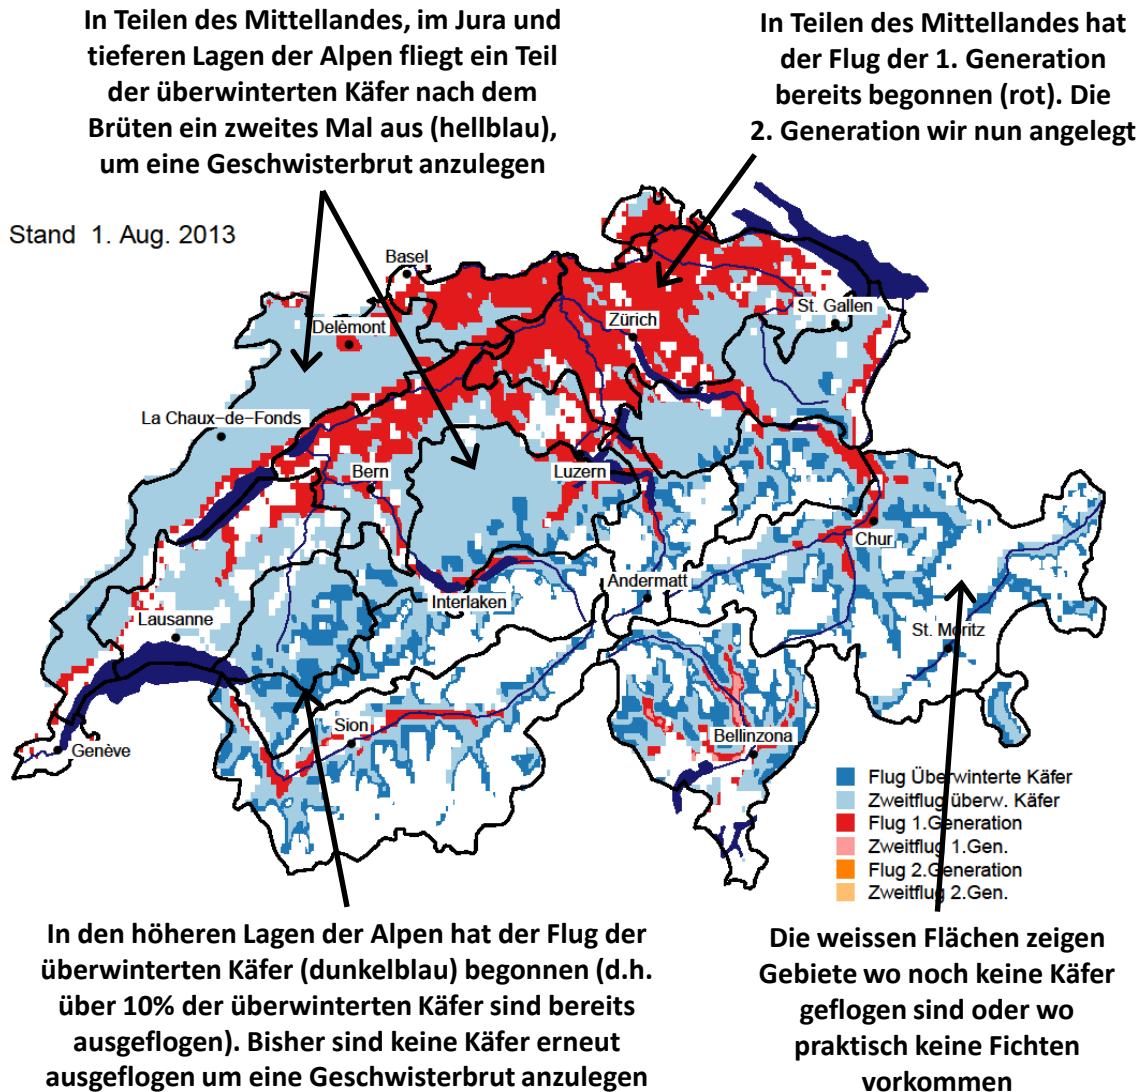 In Teilen des Mittellandes, im Jura und
tieferen Lagen der Alpen fliegt ein Teil
der überwinterten Käfer nach dem
Brüten ein zweites Mal aus (hellblau),
um eine Geschwisterbrut anzulegen
In Teilen des Mittellandes hat
der Flug der 1. Generation
bereits begonnen (rot). Die
2. Generation wir nun angelegt
Stand 1. Aug. 2013
Basel
Delèmont
Zürich
St. Gallen
La Chaux-de-Fonds
Bern
Luzern
Chur
Interlaken
Andermatt
Lausanne
St. Moritz
Sion
Bellinzona
Genève
Flug Überwinterte Käfer
Zweitflug überw. Käfer
Flug 1.Generation
Zweitflug 1.Gen.
Flug 2.Generation
Zweitflug 2.Gen.
In den höheren Lagen der Alpen hat der Flug der
überwinterten Käfer (dunkelblau) begonnen (d.h.
über 10% der überwinterten Käfer sind bereits
ausgeflogen). Bisher sind keine Käfer erneut
ausgeflogen um eine Geschwisterbrut anzulegen
Die weissen Flächen zeigen
Gebiete wo noch keine Käfer
geflogen sind oder wo
praktisch keine Fichten
vorkommen